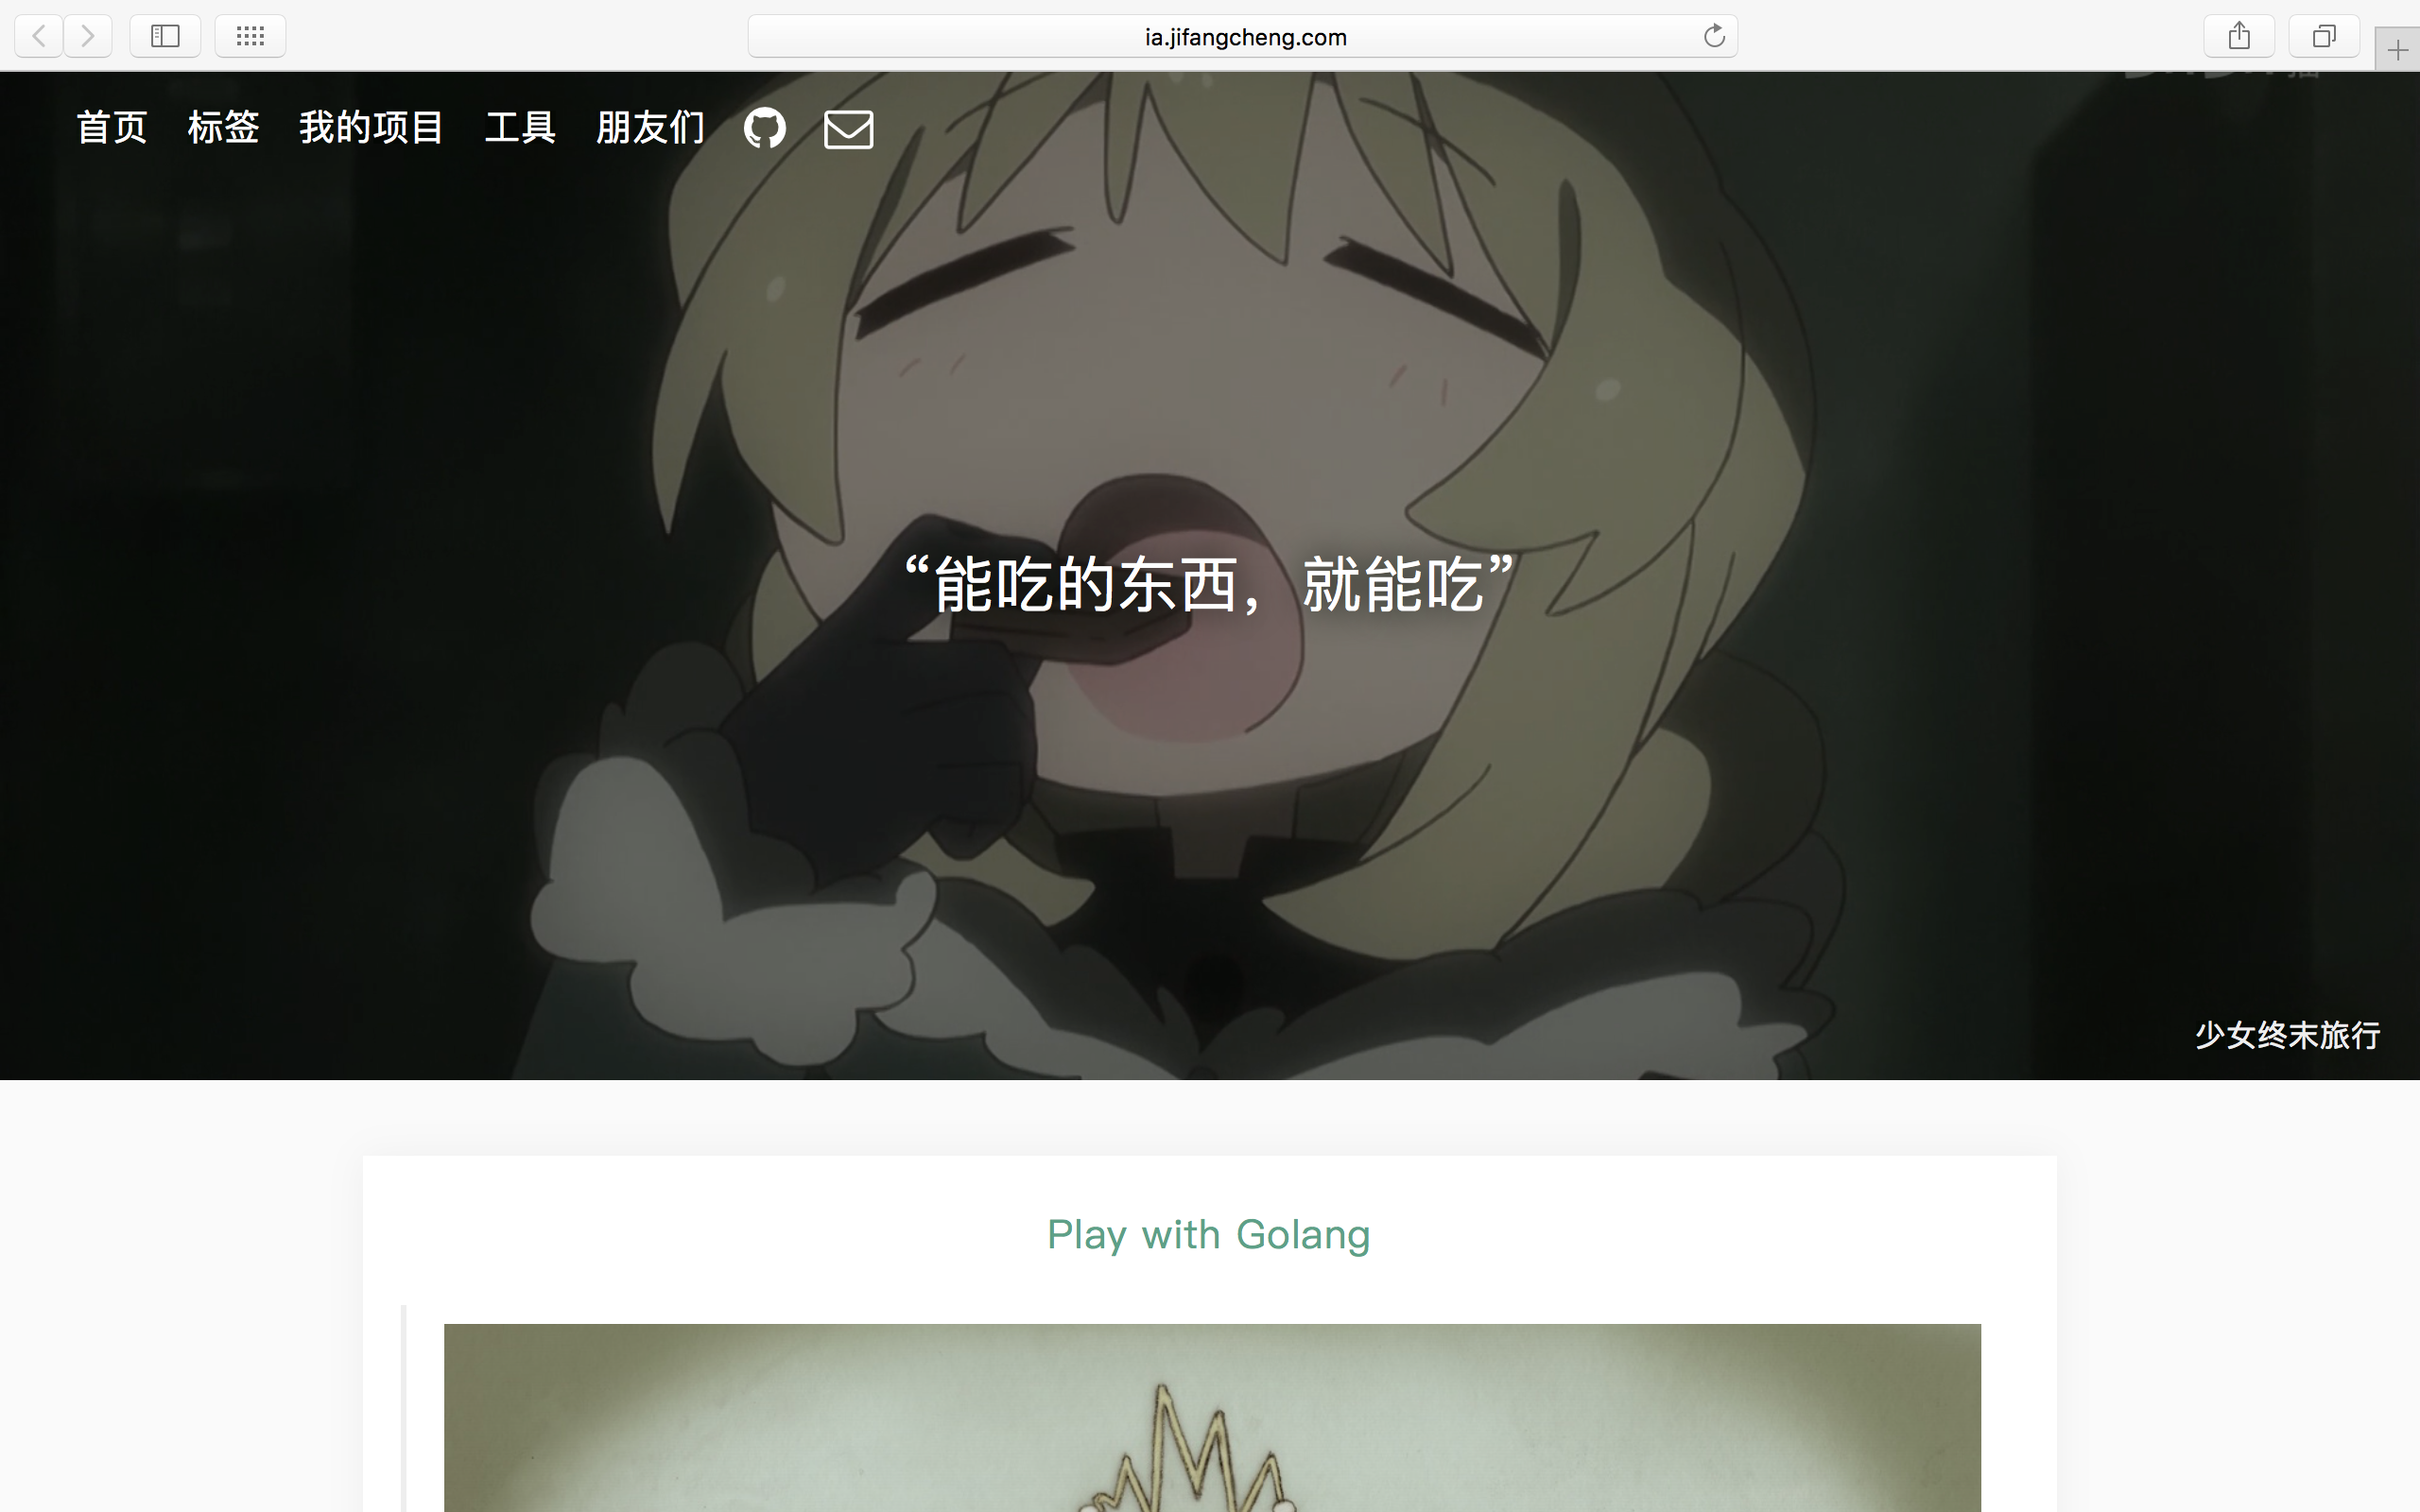 ia.jifangcheng.com
首页 标签 我的项目 工具 朋友们
“能吃的东西，就能吃”
少女终末旅行
Play with Golang